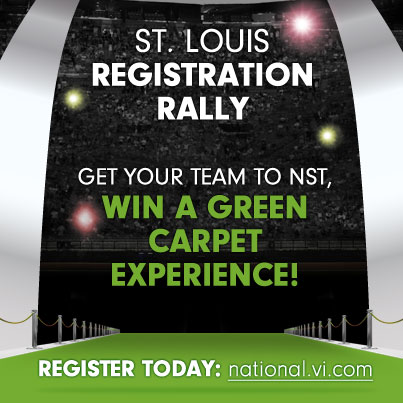 ST. LOUIS
REGISTRATION
RALLY
GET YOUR TEAM TO NST,
WIN A GREEN
CARPET
EXPERIENCE!
REGISTER TODAY: national.vi.com